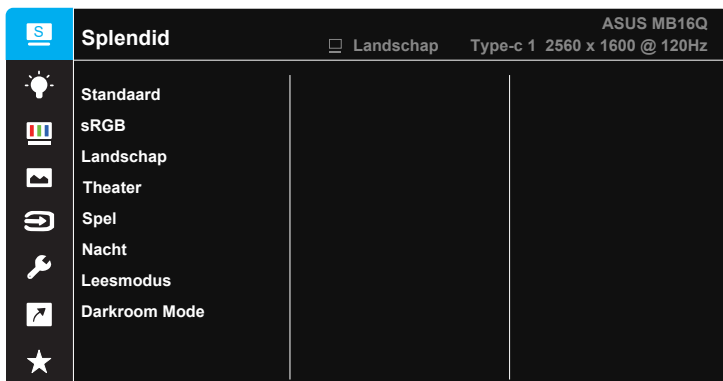 S
Splendid
ASUS MB16Q
Landschap Type-c 1 2560 x 1600 @ 120Hz
Standaard
sRGB
Landschap
Theater
Spel
Nacht
Leesmodus
Darkroom Mode